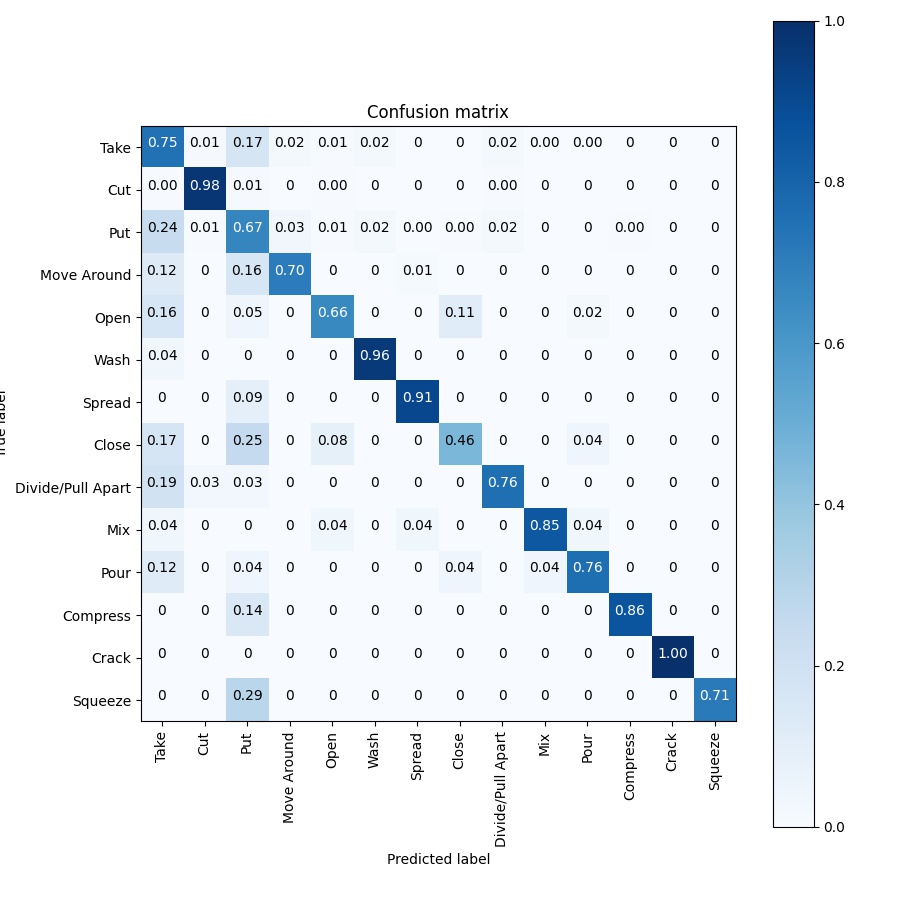 Confusion matrix
1.0
Take 0.75 0.01 0.17 0.02 0.01 0.02 0 0 0.02 0.00 0.00 0 0 0
Cut 0.00 0.98 0.01 0 0.00 0 0 0 0.00 0 0 0 0 0
0.8
Put 0.24 0.01 0.67 0.03 0.01 0.02 0.00 0.00 0.02 0 0 0.00 0 0
Move Around 0.12 0 0.16 0.70 0 0 0.01 0 0 0 0 0 0 0
Open 0.16 0 0.05 0 0.66 0 0 0.11 0 0 0.02 0 0 0
0.6
Wash 0.04 0 0 0 0 0.96 0 0 0 0 0 0 0 0
Spread 0 0 0.09 0 0 0 0.91 0 0 0 0 0 0 0
True label
Close 0.17 0 0.25 0 0.08 0 0 0.46 0 0 0.04 0 0 0
Divide/Pull Apart 0.19 0.03 0.03 0 0 0 0 0 0.76 0 0 0 0 0
0.4
Mix 0.04 0 0 0 0.04 0 0.04 0 0 0.85 0.04 0 0 0
Pour 0.12 0 0.04 0 0 0 0 0.04 0 0.04 0.76 0 0 0
Compress 0 0 0.14 0 0 0 0 0 0 0 0 0.86 0 0
Crack 0 0 0 0 0 0 0 0 0 0 0 0 1.00 0
0.2
Squeeze 0 0 0.29 0 0 0 0 0 0 0 0 0 0 0.71
Take Cut Put Move Around Open Wash Spread Close Divide/Pull Apart Mix Pour Compress Crack Squeeze
0.0
Predicted label